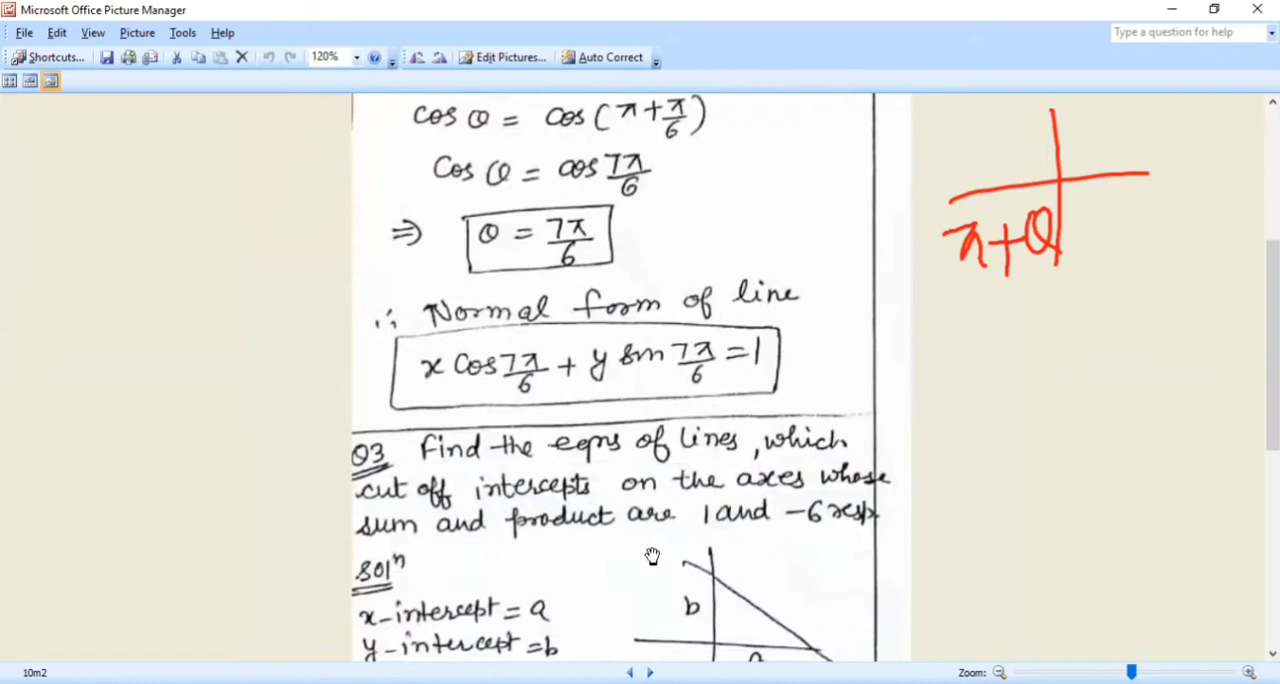 Microsoft Office Picture Manager
File Edit View Picture Tools Help
Type a question for help
Shortcuts... 120% Edit Pictures... Auto Correct
cos θ = cos (π + π/6)
π + θ
Cos θ = cos 7π/6
⇒ θ = 7π/6
∴ Normal form of line
x Cos 7π/6 + y sin 7π/6 = 1
Q3 Find the eqns of lines, which
cut off intercepts on the axes whose
sum and product are 1 and -6 resp.
Solⁿ
x-intercept = a
y-intercept = b
b
a
10m2
Zoom: